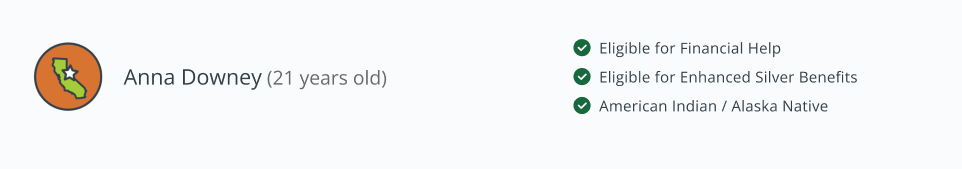 Anna Downey (21 years old)
Eligible for Financial Help
Eligible for Enhanced Silver Benefits
American Indian / Alaska Native